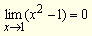 lim(x² −1) = 0
x→1